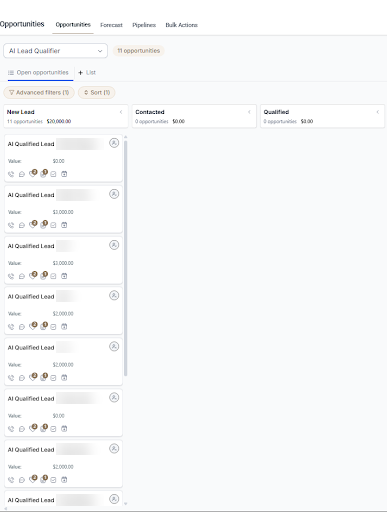 Opportunities Opportunities Forecast Pipelines Bulk Actions
AI Lead Qualifier 11 opportunities
Open opportunities + List
Advanced filters (1) Sort (1)
New Lead
11 opportunities $20,000.00
Contacted
0 opportunities $0.00
Qualified
0 opportunities $0.00
AI Qualified Lead
Value: $0.00
AI Qualified Lead
Value: $3,000.00
AI Qualified Lead
Value: $3,000.00
AI Qualified Lead
Value: $2,000.00
AI Qualified Lead
Value: $2,000.00
AI Qualified Lead
Value: $0.00
AI Qualified Lead
Value: $2,000.00
AI Qualified Lead